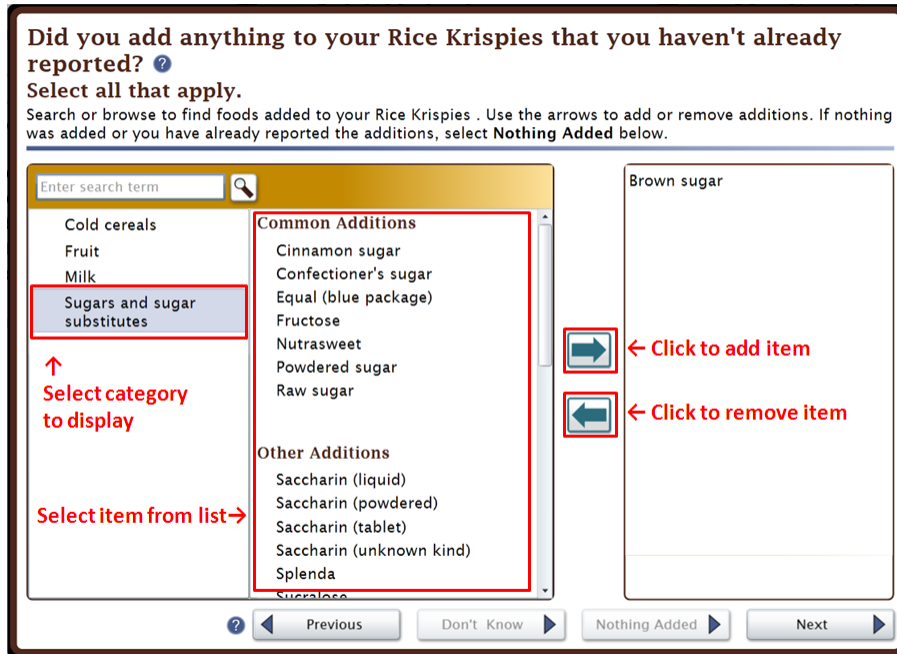 Did you add anything to your Rice Krispies that you haven't already
reported? ?
Select all that apply.
Search or browse to find foods added to your Rice Krispies . Use the arrows to add or remove additions. If nothing
was added or you have already reported the additions, select Nothing Added below.
Enter search term
Cold cereals
Fruit
Milk
Sugars and sugar
substitutes
↑
Select category
to display
Select item from list→
Common Additions
Cinnamon sugar
Confectioner's sugar
Equal (blue package)
Fructose
Nutrasweet
Powdered sugar
Raw sugar
Other Additions
Saccharin (liquid)
Saccharin (powdered)
Saccharin (tablet)
Saccharin (unknown kind)
Splenda
Sucralose
← Click to add item
← Click to remove item
Brown sugar
?
Previous
Don't Know
Nothing Added
Next